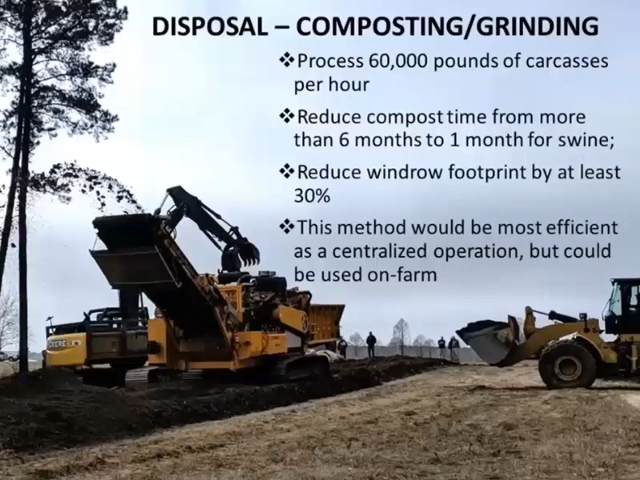 DISPOSAL – COMPOSTING/GRINDING
❖Process 60,000 pounds of carcasses
per hour
❖Reduce compost time from more
than 6 months to 1 month for swine;
❖Reduce windrow footprint by at least
30%
❖This method would be most efficient
as a centralized operation, but could
be used on-farm
DEERE